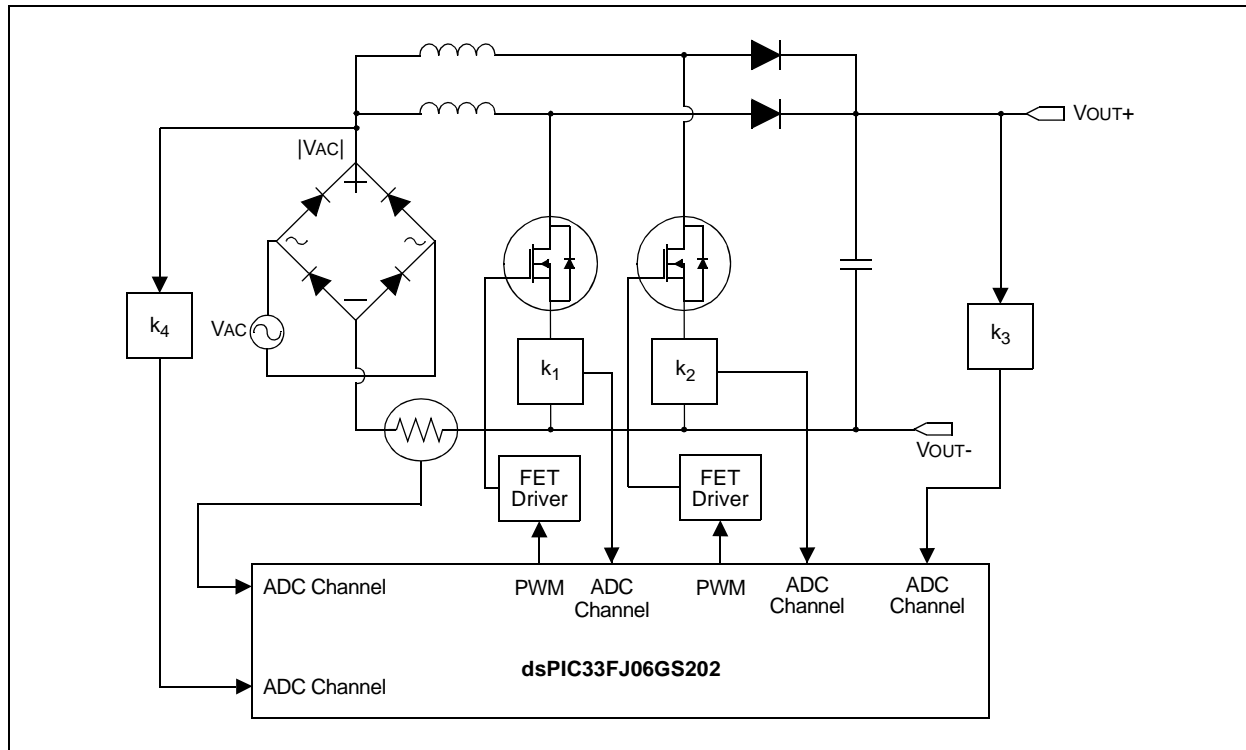 VOUT+
|VAC|
k4
VAC
k1
k2
k3
VOUT-
FET
Driver
FET
Driver
ADC Channel
PWM
ADC
Channel
PWM
ADC
Channel
ADC
Channel
dsPIC33FJ06GS202
ADC Channel